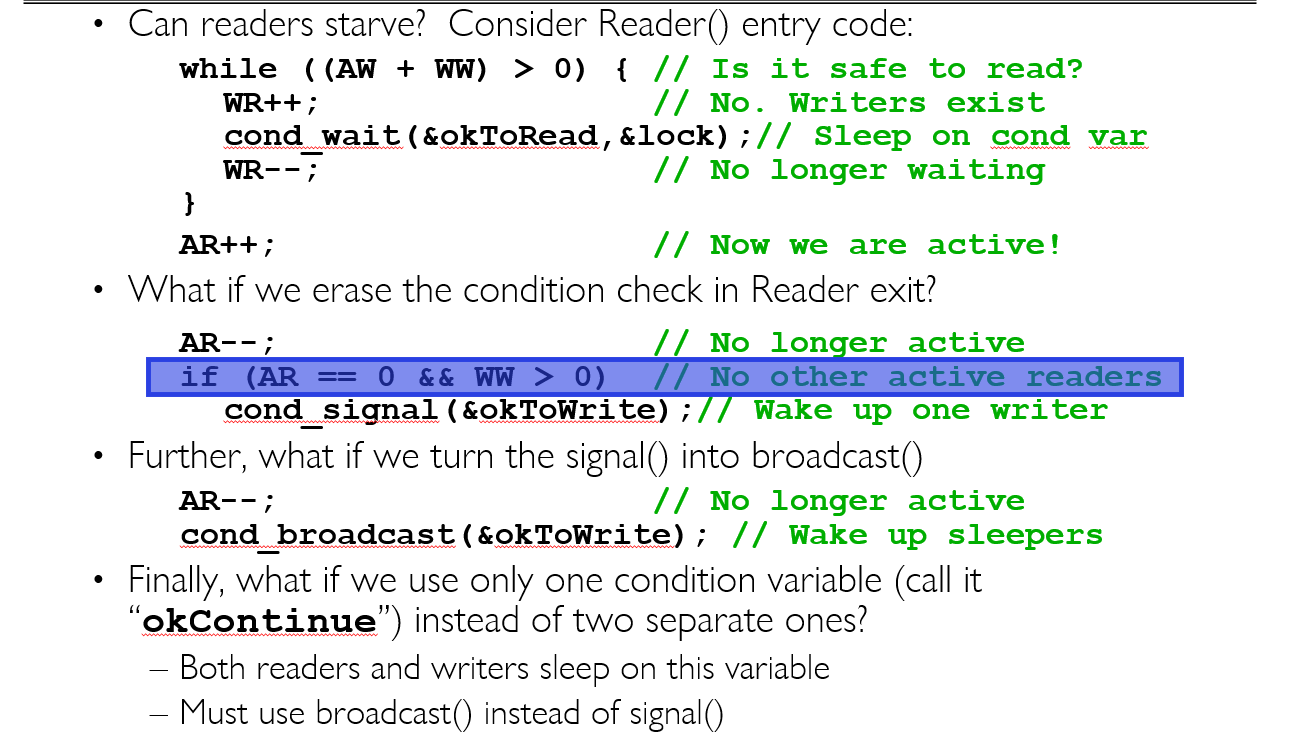 • Can readers starve? Consider Reader() entry code:
while ((AW + WW) > 0) { // Is it safe to read?
WR++; // No. Writers exist
cond_wait(&okToRead,&lock);// Sleep on cond var
WR--; // No longer waiting
}
AR++; // Now we are active!
• What if we erase the condition check in Reader exit?
AR--; // No longer active
if (AR == 0 && WW > 0) // No other active readers
cond_signal(&okToWrite);// Wake up one writer
• Further, what if we turn the signal() into broadcast()
AR--; // No longer active
cond_broadcast(&okToWrite); // Wake up sleepers
• Finally, what if we use only one condition variable (call it
“okContinue”) instead of two separate ones?
– Both readers and writers sleep on this variable
– Must use broadcast() instead of signal()